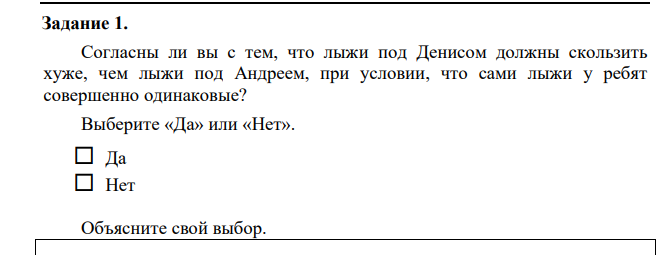 Задание 1.
Согласны ли вы с тем, что лыжи под Денисом должны скользить
хуже, чем лыжи под Андреем, при условии, что сами лыжи у ребят
совершенно одинаковые?
Выберите «Да» или «Нет».
Да
Нет
Объясните свой выбор.